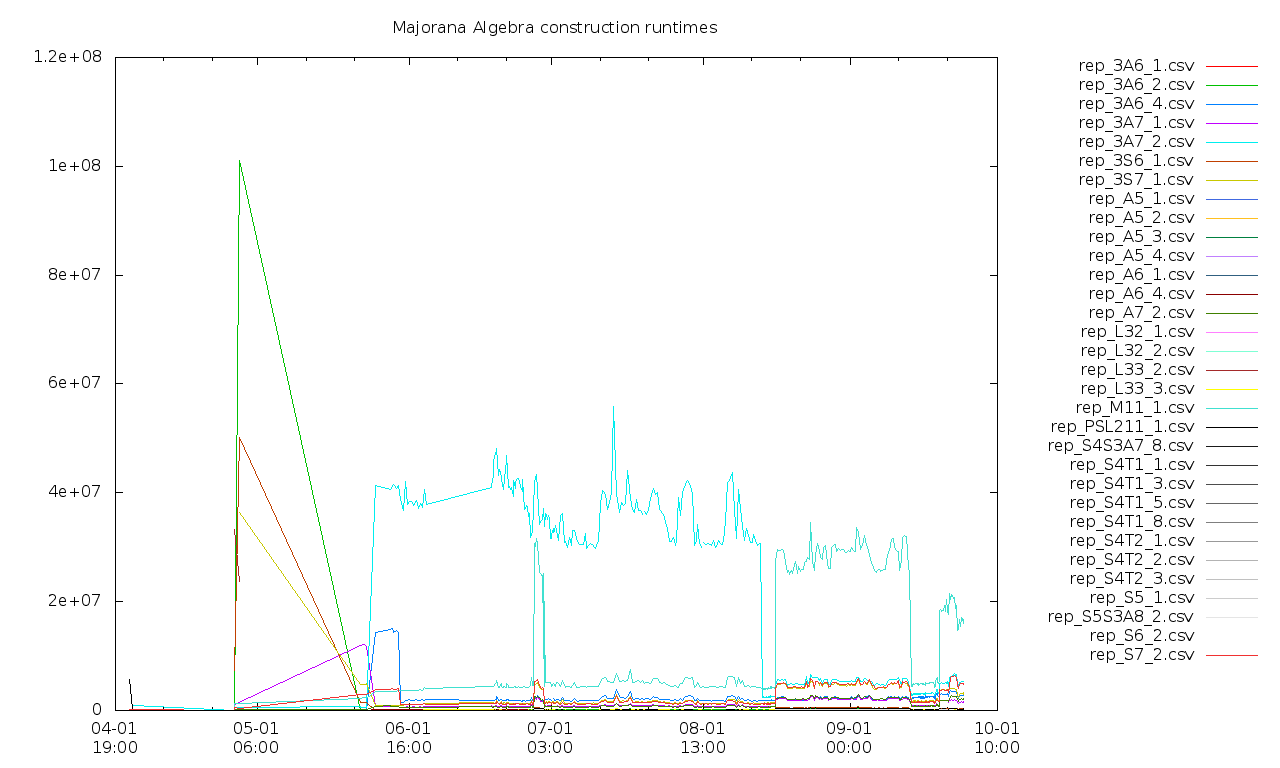 Majorana Algebra construction runtimes
1.2e+08
1e+08
8e+07
6e+07
4e+07
2e+07
0
04-01 19:00
05-01 06:00
06-01 16:00
07-01 03:00
08-01 13:00
09-01 00:00
10-01 10:00
rep_3A6_1.csv
rep_3A6_2.csv
rep_3A6_4.csv
rep_3A7_1.csv
rep_3A7_2.csv
rep_3S6_1.csv
rep_3S7_1.csv
rep_A5_1.csv
rep_A5_2.csv
rep_A5_3.csv
rep_A5_4.csv
rep_A6_1.csv
rep_A6_4.csv
rep_A7_2.csv
rep_L32_1.csv
rep_L32_2.csv
rep_L33_2.csv
rep_L33_3.csv
rep_M11_1.csv
rep_PSL211_1.csv
rep_S4S3A7_8.csv
rep_S4T1_1.csv
rep_S4T1_3.csv
rep_S4T1_5.csv
rep_S4T1_8.csv
rep_S4T2_1.csv
rep_S4T2_2.csv
rep_S4T2_3.csv
rep_S5_1.csv
rep_S5S3A8_2.csv
rep_S6_2.csv
rep_S7_2.csv